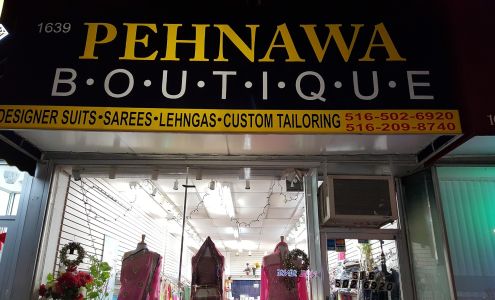 1639 PEHNAWA
B•O•U•T•I•Q•U•E
DESIGNER SUITS•SAREES•LEHNGAS•CUSTOM TAILORING 516-502-6920
516-209-8740